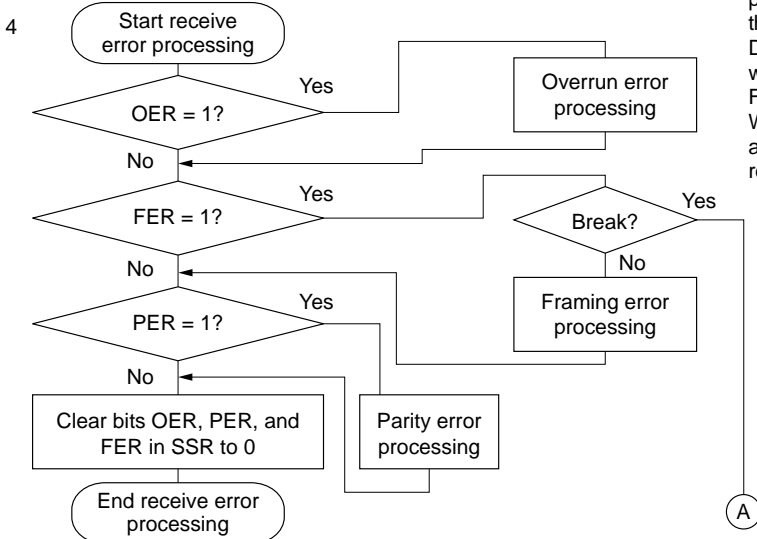 4
Start receive
error processing
Yes
OER = 1?
Overrun error
processing
No
Yes
FER = 1?
Break?
Yes
No
No
Framing error
processing
Yes
PER = 1?
No
Clear bits OER, PER, and
FER in SSR to 0
Parity error
processing
End receive error
processing
A